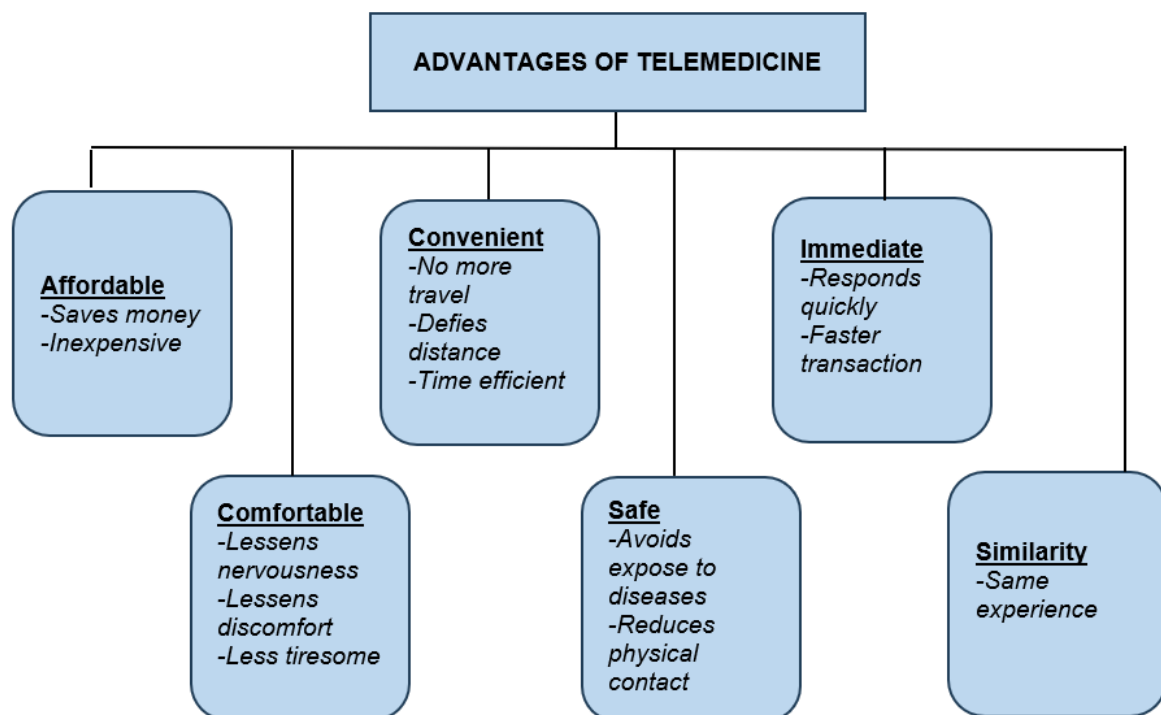 ADVANTAGES OF TELEMEDICINE
Affordable
-Saves money
-Inexpensive
Comfortable
-Lessens
nervousness
-Lessens
discomfort
-Less tiresome
Convenient
-No more
travel
-Defies
distance
-Time efficient
Safe
-Avoids
expose to
diseases
-Reduces
physical
contact
Immediate
-Responds
quickly
-Faster
transaction
Similarity
-Same
experience